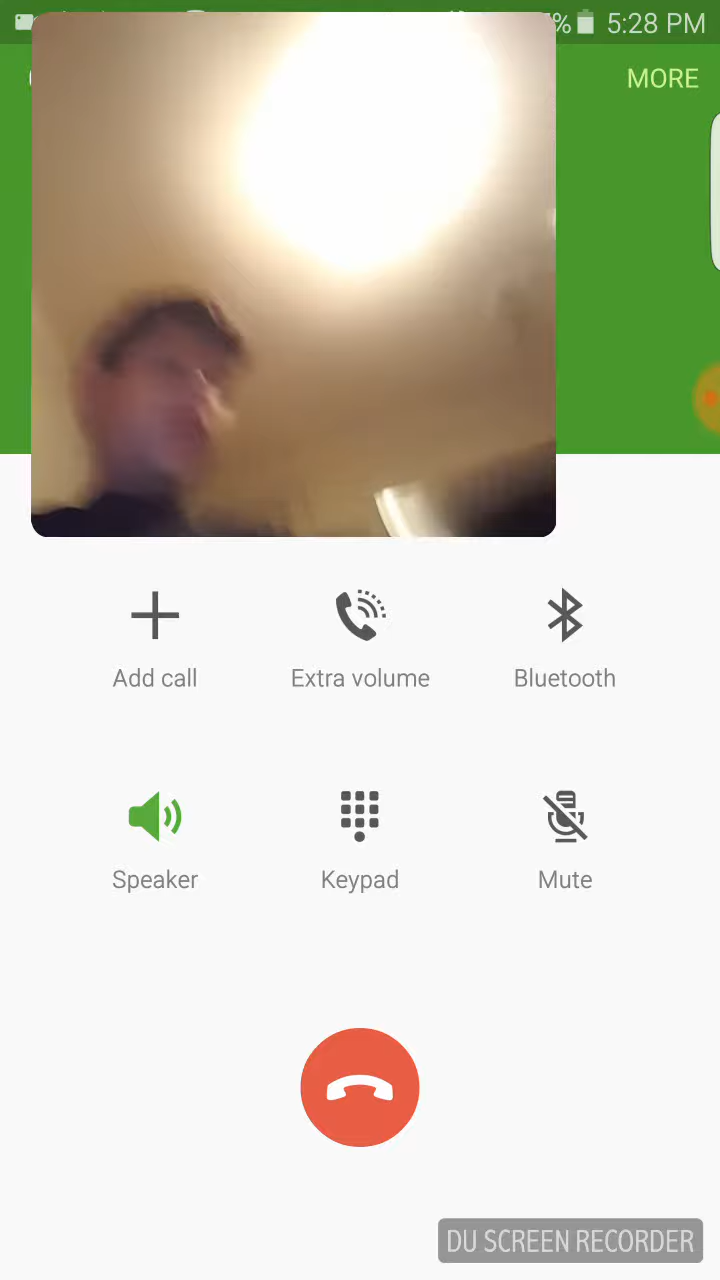 % 5:28 PM
MORE
Add call Extra volume Bluetooth
Speaker Keypad Mute
DU SCREEN RECORDER